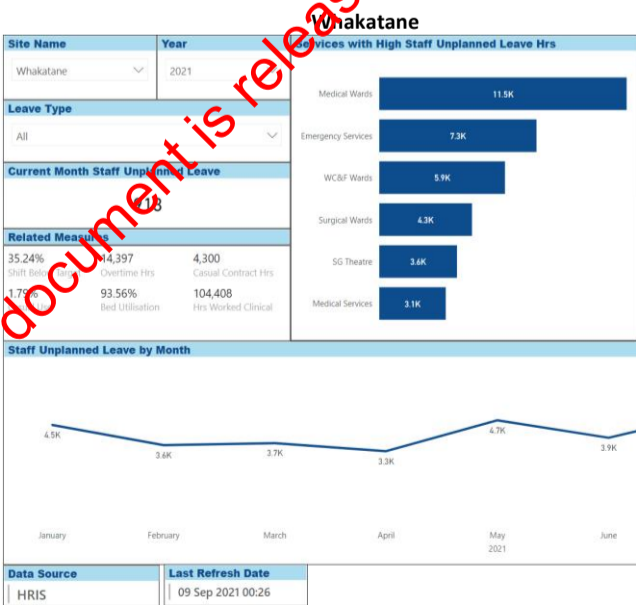 Whakatane
Site Name
Year
Services with High Staff Unplanned Leave Hrs
Whakatane
2021
Leave Type
All
Current Month Staff Unplanned Leave
Related Measures
35.24%
14,397
4,300
Shift Below Target
Overtime Hrs
Casual Contract Hrs
1.79%
93.56%
104,408
Bed Utilisation
Hrs Worked Clinical
Medical Wards
11.5K
Emergency Services
7.3K
WC&F Wards
5.9K
Surgical Wards
4.3K
SG Theatre
3.6K
Medical Services
3.1K
Staff Unplanned Leave by Month
4.5K
3.6K
3.7K
3.3K
4.7K
3.9K
January
February
March
April
May
June
2021
Data Source
Last Refresh Date
HRIS
09 Sep 2021 00:26
document is